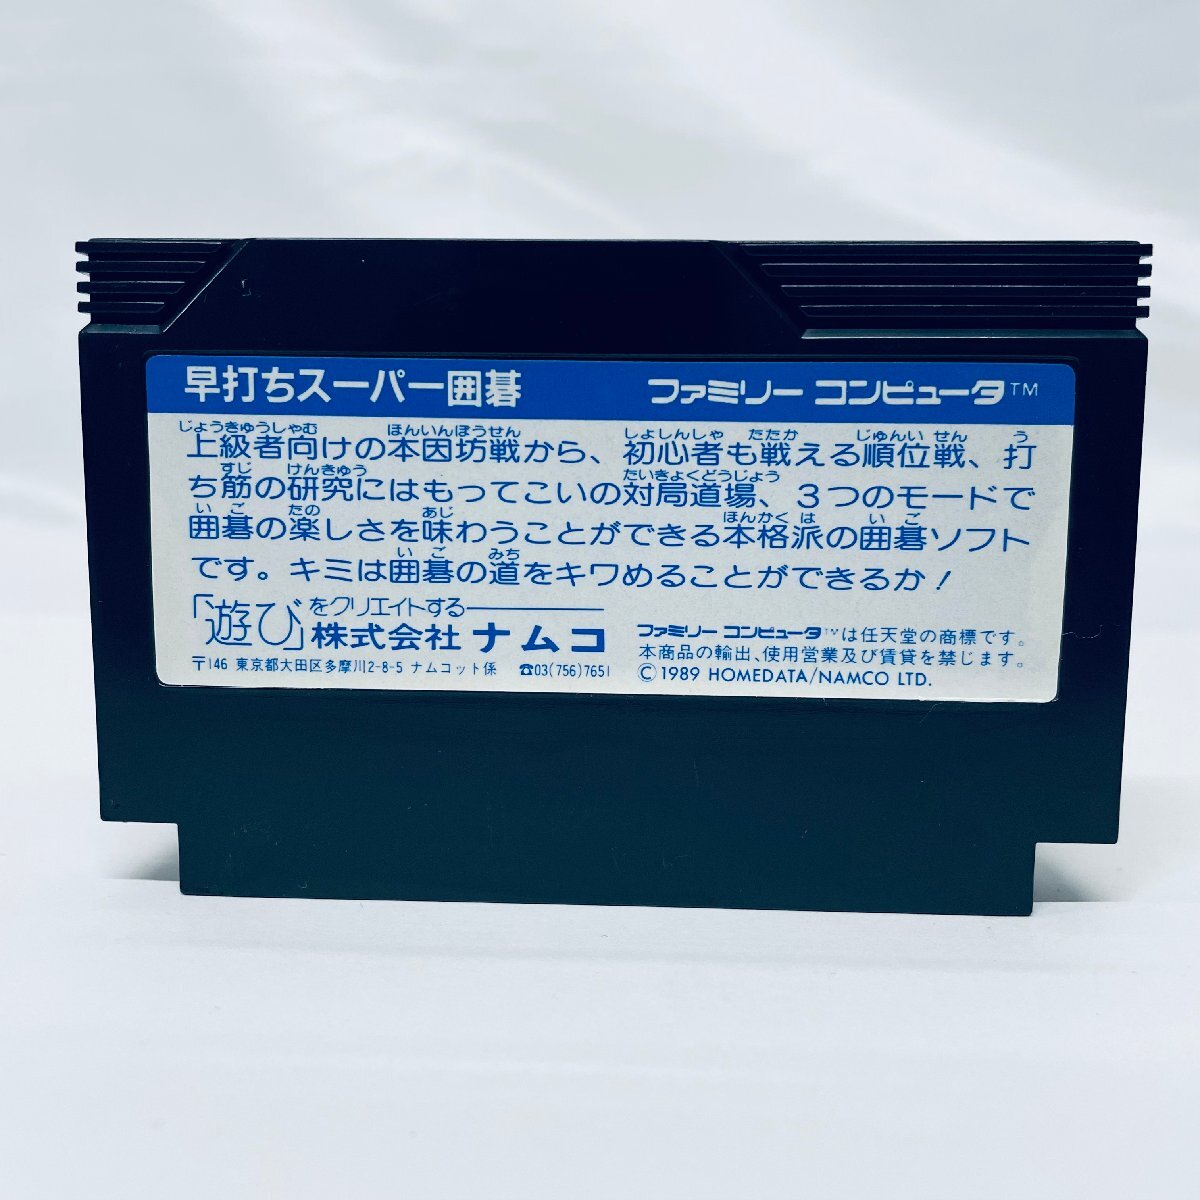 早打ちスーパー囲碁 ファミリーコンピュータ™
じょうきゅうしゃむ ほんいんぼうせん しょしんしゃ たたか じゅんい せん う
上級者向けの本因坊戦から、初心者も戦える順位戦、打
すじ けんきゅう たいきょくどうじょう
ち筋の研究にはもってこいの対局道場、3つのモードで
いご たの あじ ほんかく は いご
囲碁の楽しさを味わうことができる本格派の囲碁ソフト
いご みち
です。キミは囲碁の道をキワめることができるか!
「遊び」をクリエイトする
株式会社ナムコ
〒146 東京都大田区多摩川2-8-5 ナムコット係 ☎03(756)7651
ファミリーコンピュータ™は任天堂の商標です。
本商品の輸出、使用営業及び賃貸を禁じます。
©1989 HOMEDATA/NAMCO LTD.